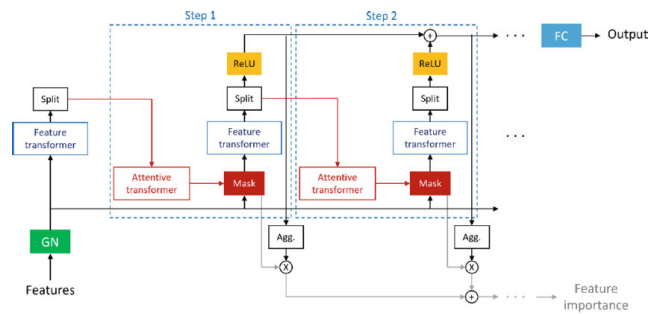 Step 1
Step 2
ReLU
ReLU
+
. . .
FC
Output
Split
Split
Split
Feature
transformer
Feature
transformer
Feature
transformer
. . .
Attentive
transformer
Mask
Attentive
transformer
Mask
GN
Agg.
Agg.
X
X
Features
+
. . .
Feature
importance